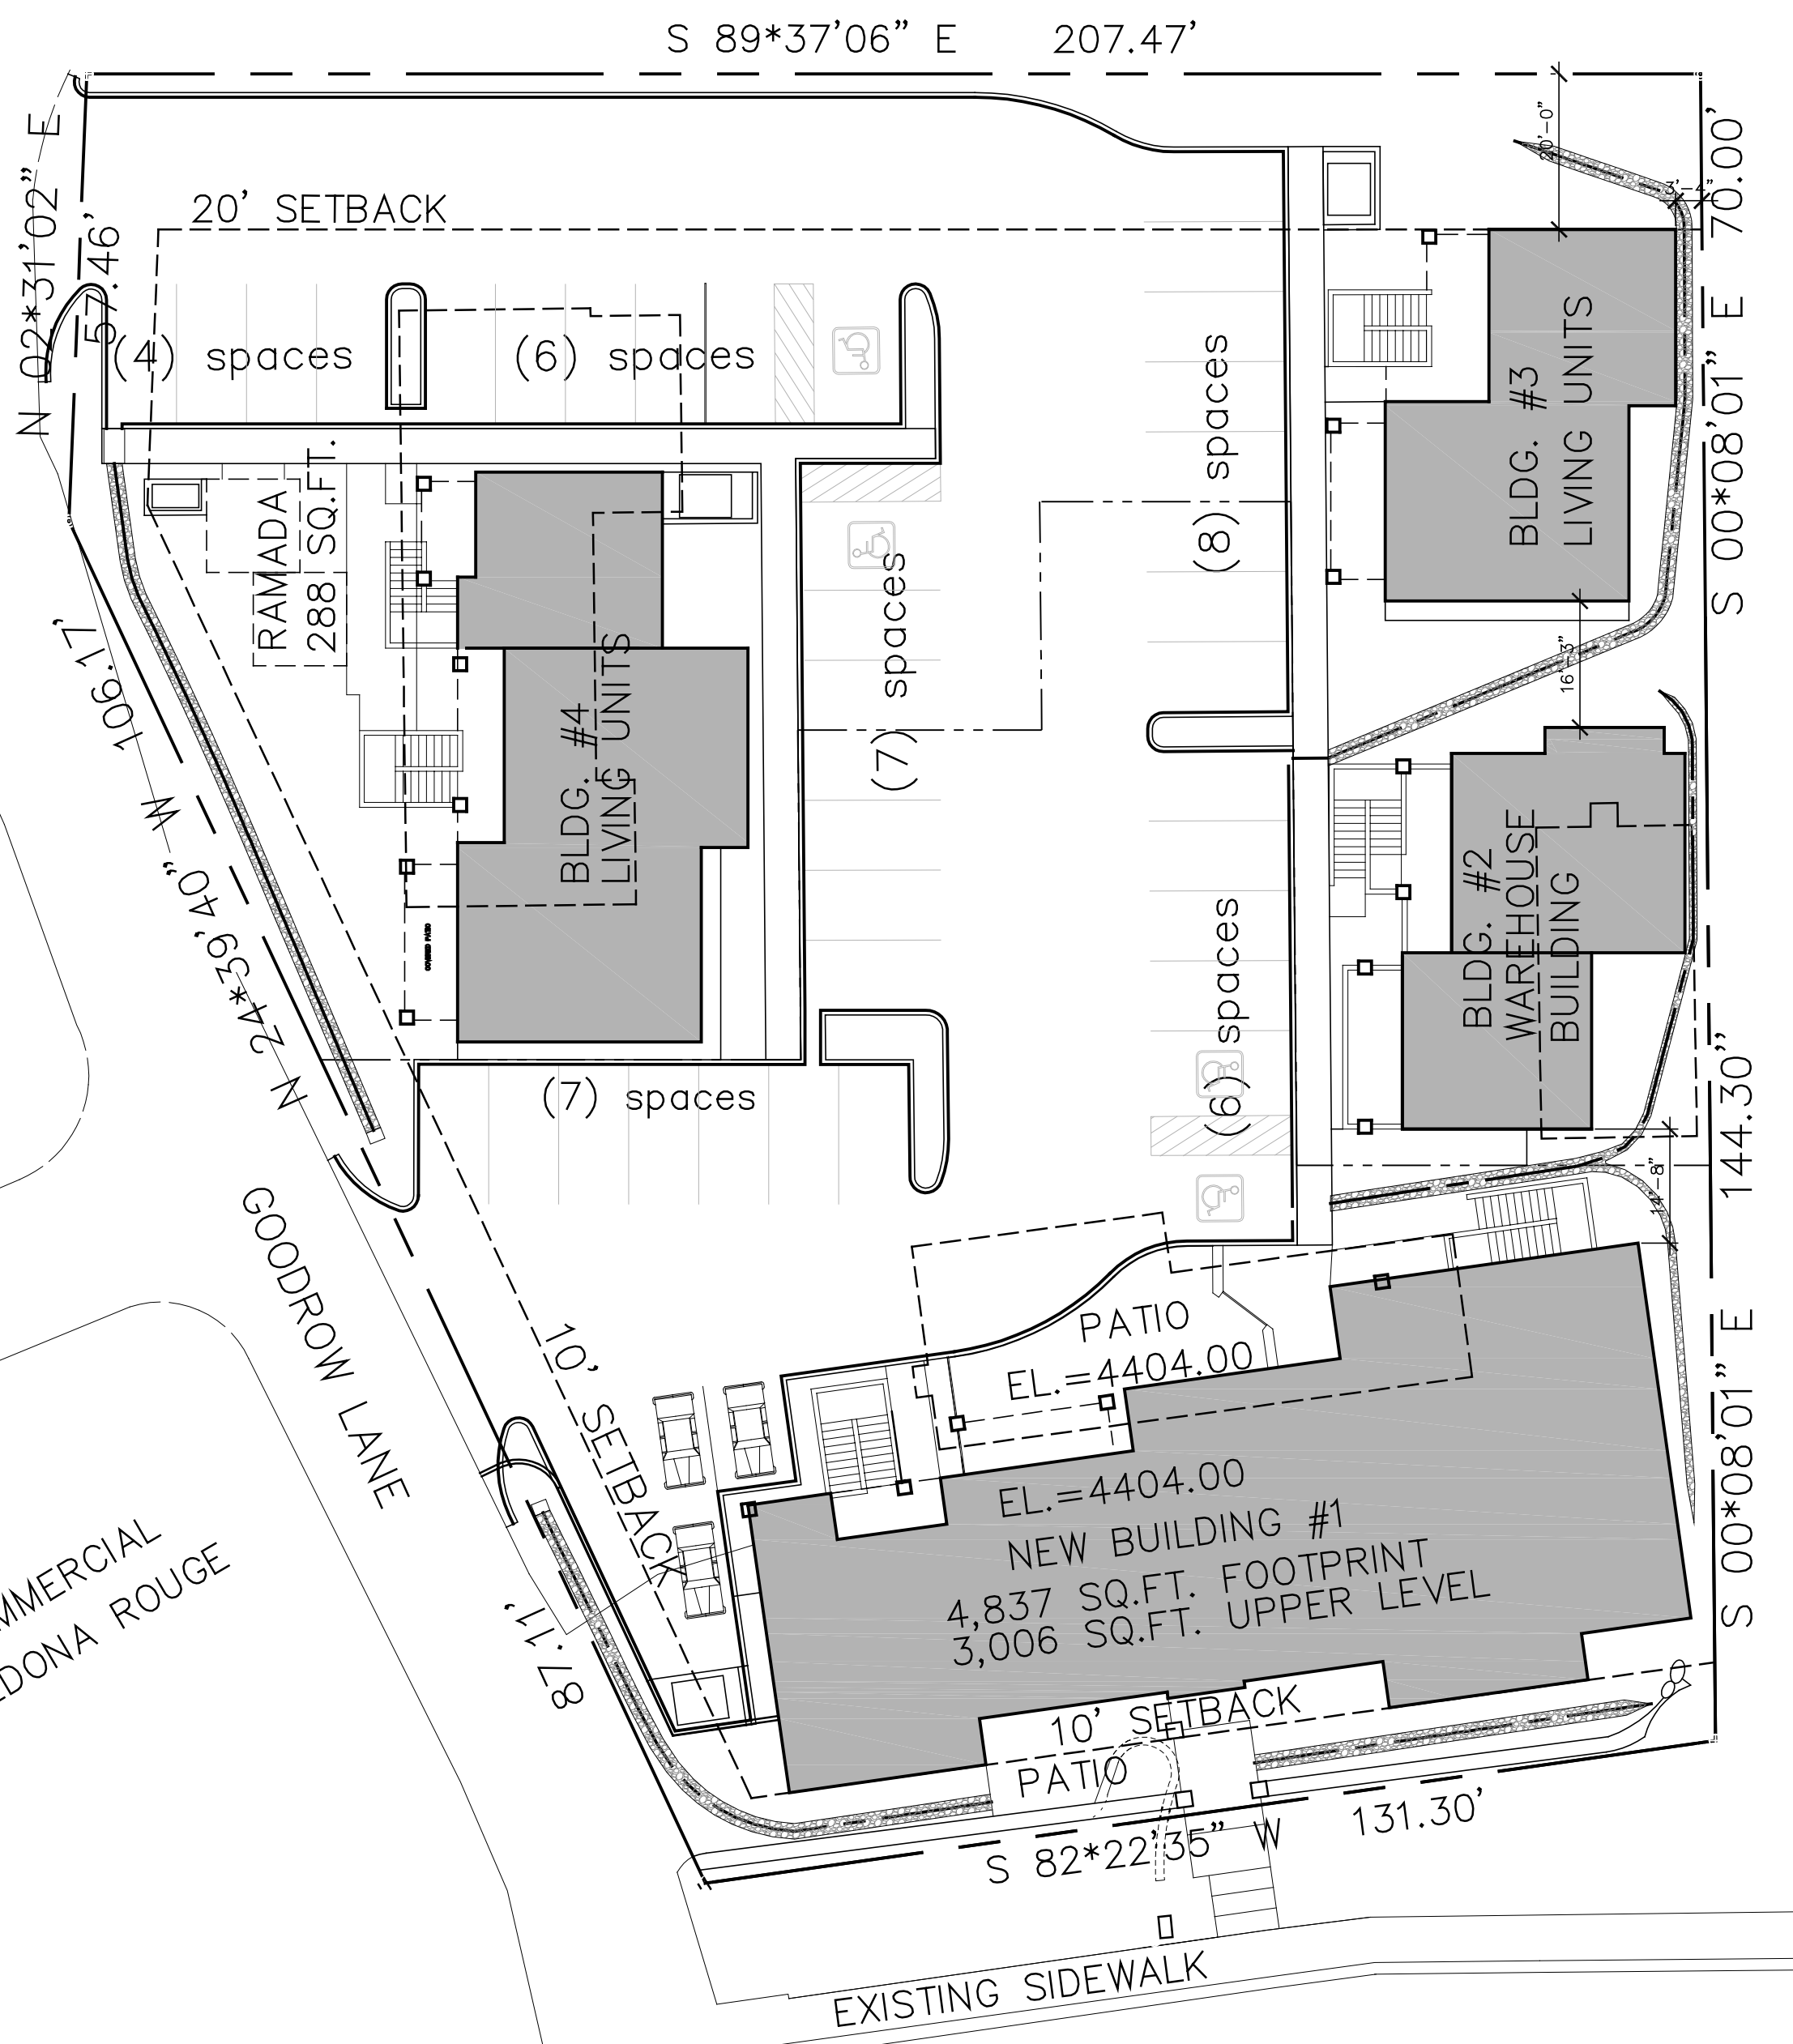 S 89*37'06" E 207.47'
N 02*31'02" E
57.46'
20' SETBACK
20'-0"
3'-4"
70.00'
S 00*08'01" E
(4) spaces
(6) spaces
(8) spaces
BLDG. #3
LIVING UNITS
RAMADA
288 SQ.FT.
(7) spaces
16'-3"
106.17'
N 24*39'40" W
BLDG. #4
LIVING UNITS
COVERED PATIO
(6) spaces
BLDG. #2
WAREHOUSE
BUILDING
(7) spaces
144.30"
S 00*08'01" E
14'-8"
GOODROW LANE
10' SETBACK
PATIO
EL.=4404.00
EL.=4404.00
NEW BUILDING #1
4,837 SQ.FT. FOOTPRINT
3,006 SQ.FT. UPPER LEVEL
MMERCIAL
DONA ROUGE
87.11'
10' SETBACK
PATIO
S 82*22'35" W 131.30'
EXISTING SIDEWALK